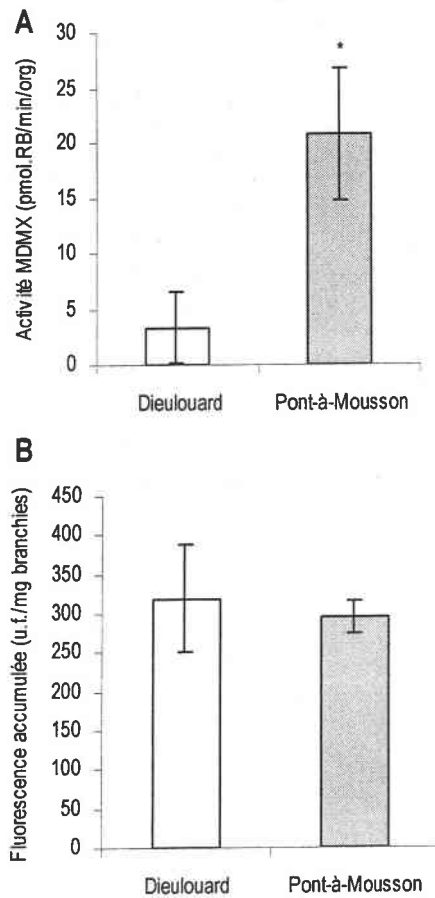 A
Activité MDMX (pmol.RB/min/org)
30
25
20
15
10
5
0
*
Dieulouard
Pont-à-Mousson
B
Fluorescence accumulée (u.f./mg branchies)
450
400
350
300
250
200
150
100
50
0
Dieulouard
Pont-à-Mousson